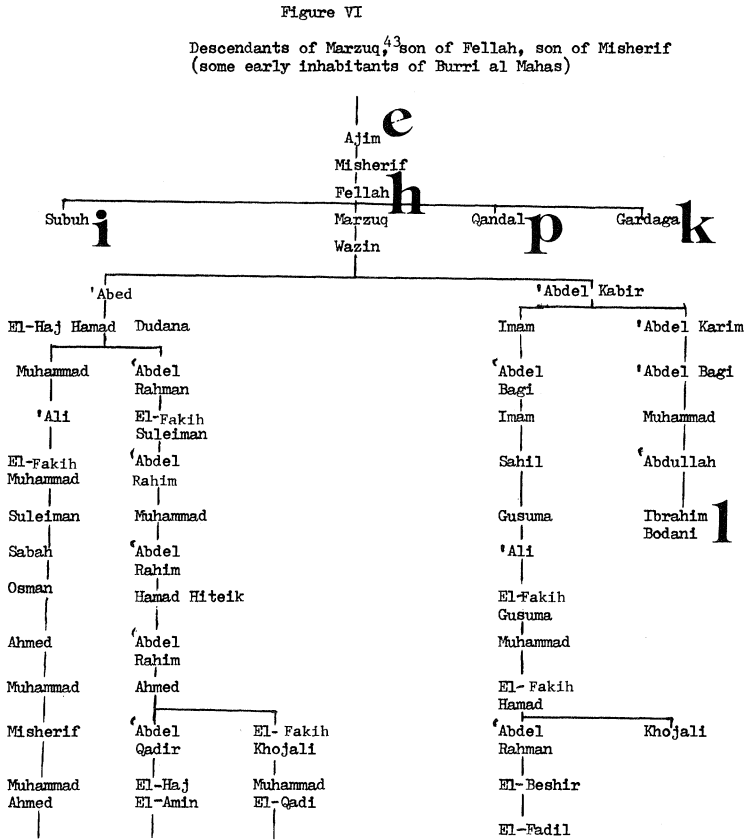 Figure VI
Descendants of Marzuq,43 son of Fellah, son of Misherif
(some early inhabitants of Burri al Mahas)
Ajim e
Misherif
Fellah h
Subuh i Marzuq Qandal p Gardaga k
Wazin
'Abed 'Abdel Kabir
El-Haj Hamad Dudana Imam 'Abdel Karim
Muhammad 'Abdel 'Abdel 'Abdel Bagi
Rahman Bagi
'Ali El-Fakih Imam Muhammad
Suleiman
El-Fakih 'Abdel Sahil 'Abdullah
Muhammad Rahim
Suleiman Muhammad Gusuma Ibrahim l
Bodani
Sabah 'Abdel 'Ali
Rahim
Osman Hamad Hiteik El-Fakih
Gusuma
Ahmed 'Abdel Muhammad
Rahim
Muhammad Ahmed El-Fakih
Hamad
Misherif 'Abdel El-Fakih 'Abdel Khojali
Qadir Khojali Rahman
Muhammad El-Haj Muhammad El-Beshir
Ahmed El-Amin El-Qadi
El-Fadil